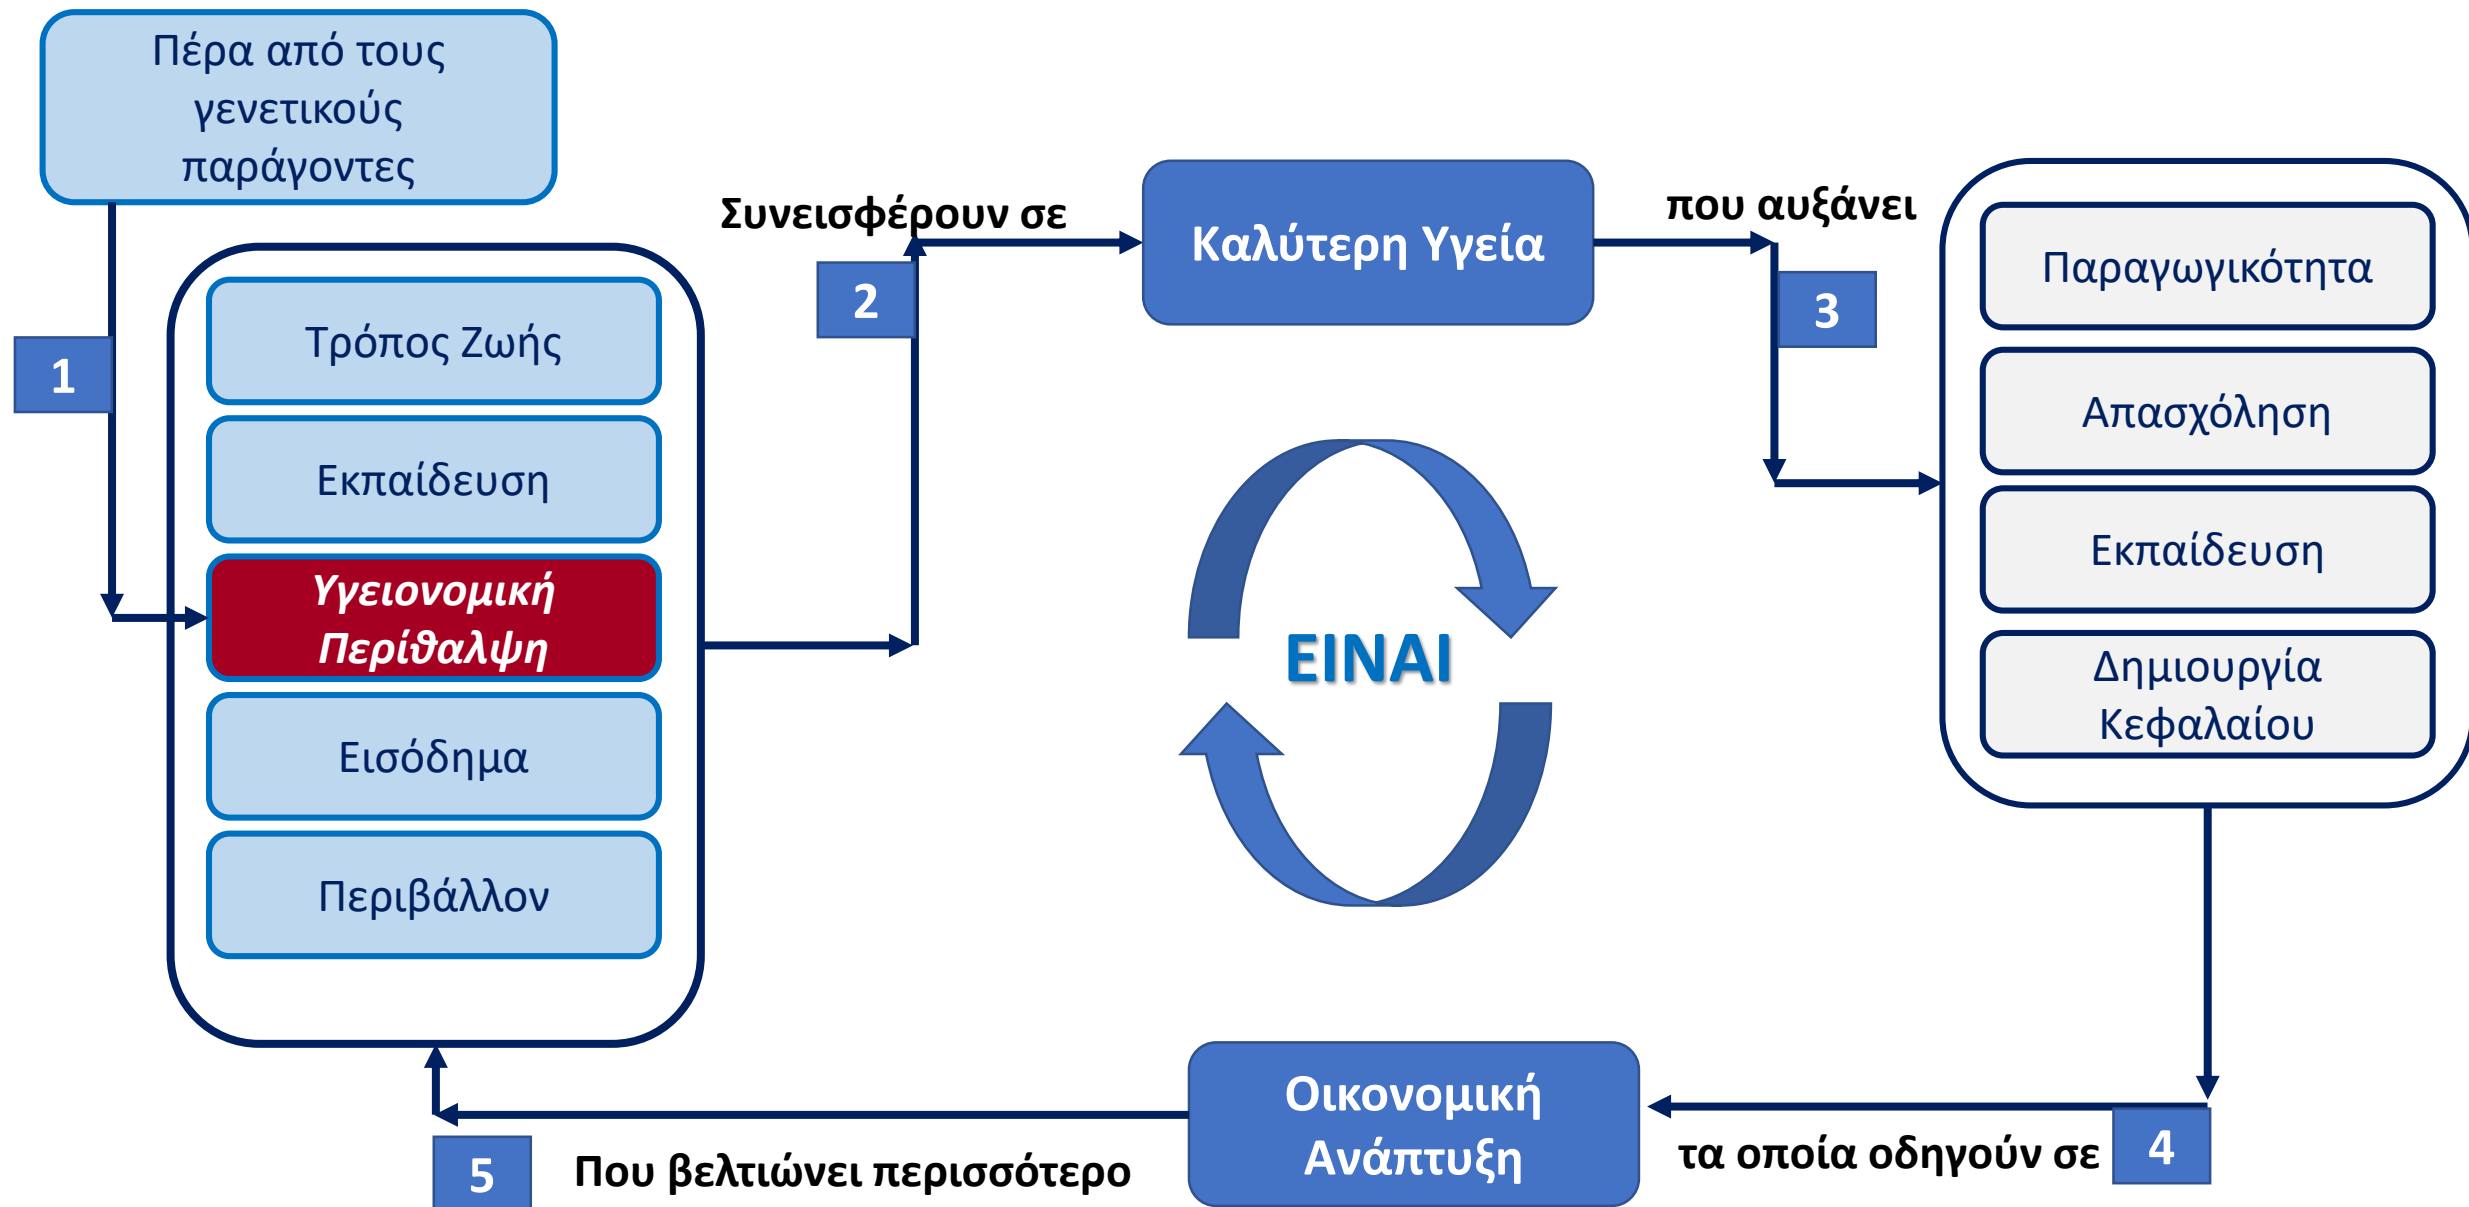 Πέρα από τους
γενετικούς
παράγοντες
1
Τρόπος Ζωής
Εκπαίδευση
Υγειονομική
Περίθαλψη
Εισόδημα
Περιβάλλον
Συνεισφέρουν σε
2
Καλύτερη Υγεία
που αυξάνει
3
Παραγωγικότητα
Απασχόληση
Εκπαίδευση
Δημιουργία
Κεφαλαίου
ΕΙΝΑΙ
4
τα οποία οδηγούν σε
Οικονομική
Ανάπτυξη
5
Που βελτιώνει περισσότερο